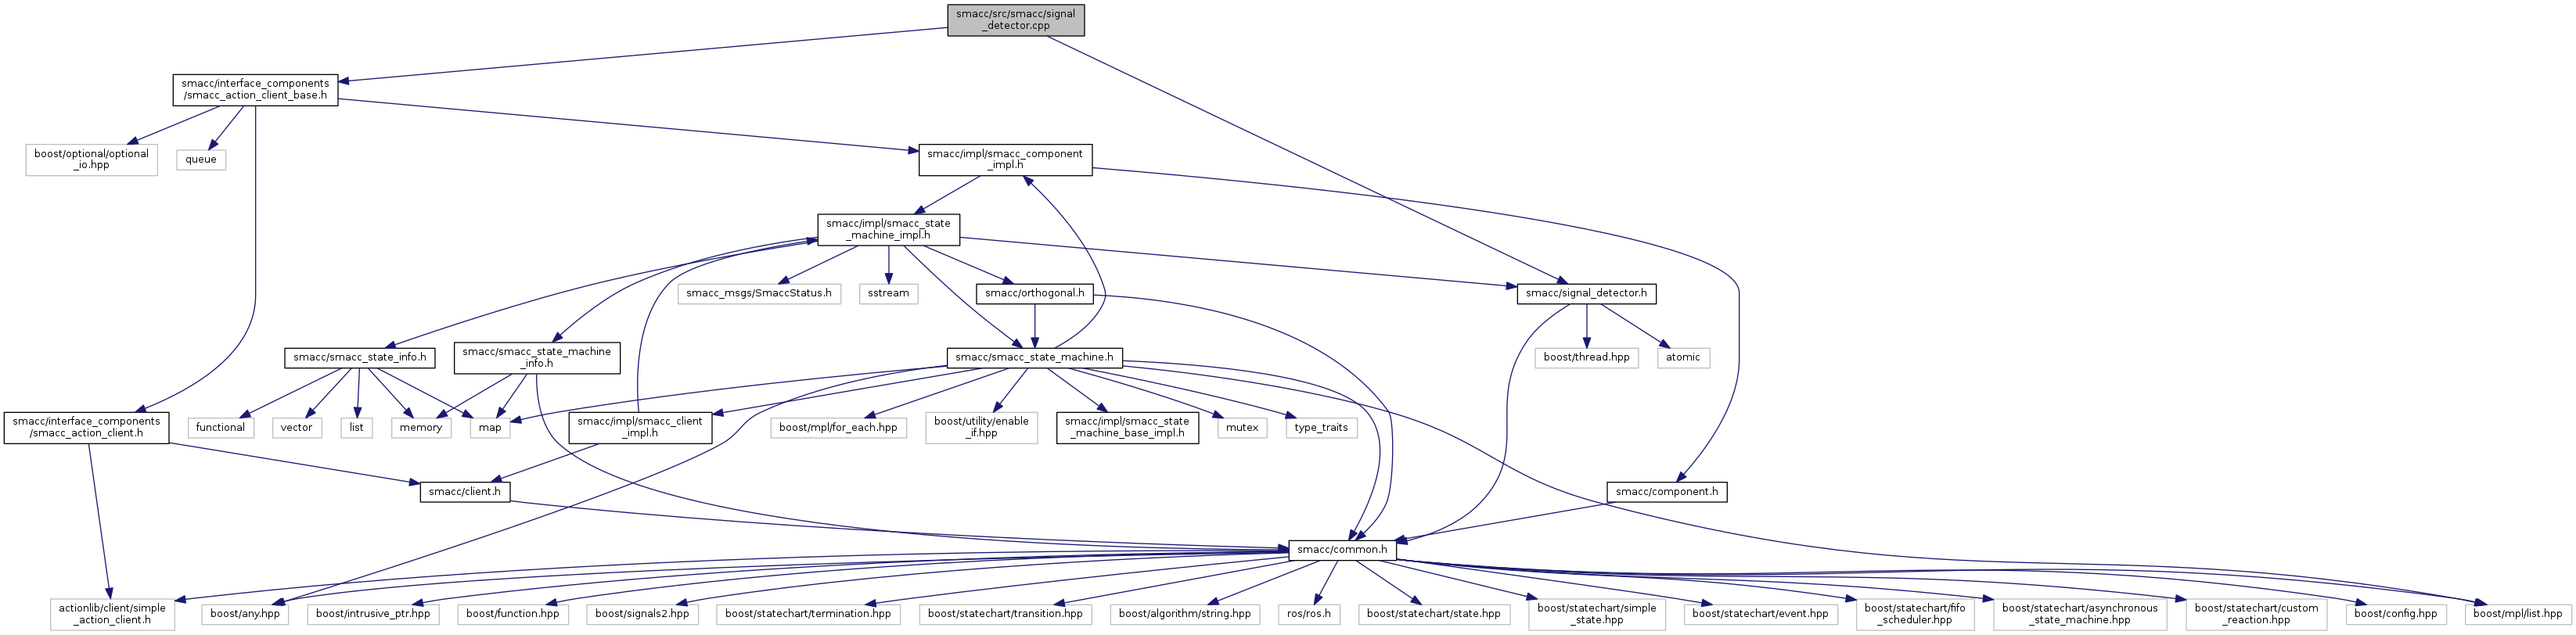 smacc/src/smacc/signal
_detector.cpp
smacc/interface_components
/smacc_action_client_base.h
boost/optional/optional
_io.hpp
queue
smacc/impl/smacc_component
_impl.h
smacc/impl/smacc_state
_machine_impl.h
smacc_msgs/SmaccStatus.h
sstream
smacc/orthogonal.h
smacc/signal_detector.h
smacc/smacc_state_info.h
smacc/smacc_state_machine
_info.h
smacc/smacc_state_machine.h
boost/thread.hpp
atomic
smacc/interface_components
/smacc_action_client.h
functional
vector
list
memory
map
smacc/impl/smacc_client
_impl.h
boost/mpl/for_each.hpp
boost/utility/enable
_if.hpp
smacc/impl/smacc_state
_machine_base_impl.h
mutex
type_traits
smacc/client.h
smacc/component.h
smacc/common.h
actionlib/client/simple
_action_client.h
boost/any.hpp
boost/intrusive_ptr.hpp
boost/function.hpp
boost/signals2.hpp
boost/statechart/termination.hpp
boost/statechart/transition.hpp
boost/algorithm/string.hpp
ros/ros.h
boost/statechart/state.hpp
boost/statechart/simple
_state.hpp
boost/statechart/event.hpp
boost/statechart/fifo
_scheduler.hpp
boost/statechart/asynchronous
_state_machine.hpp
boost/statechart/custom
_reaction.hpp
boost/config.hpp
boost/mpl/list.hpp